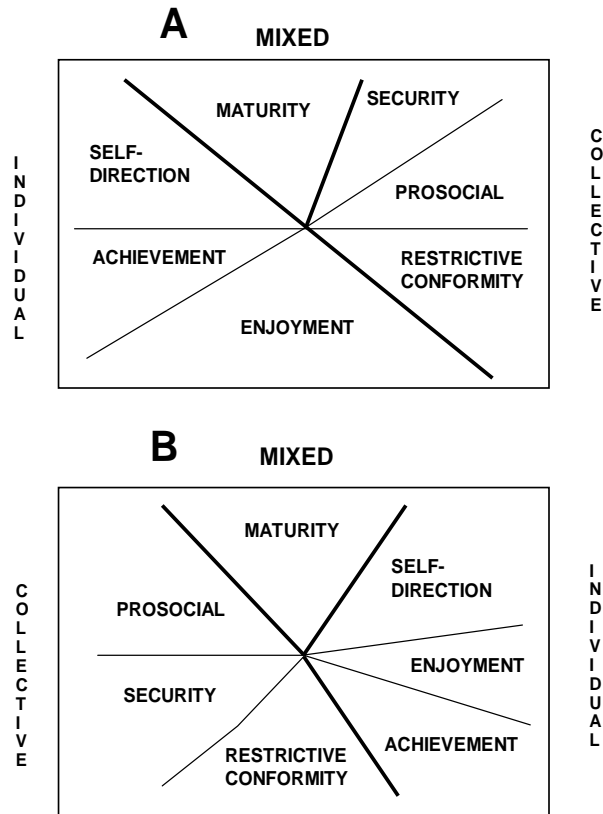 A
MIXED
MATURITY
SECURITY
SELF-
DIRECTION
PROSOCIAL
INDIVIDUAL
COLLECTIVE
ACHIEVEMENT
RESTRICTIVE
CONFORMITY
ENJOYMENT
B
MIXED
MATURITY
SELF-
DIRECTION
PROSOCIAL
COLLECTIVE
INDIVIDUAL
ENJOYMENT
SECURITY
ACHIEVEMENT
RESTRICTIVE
CONFORMITY